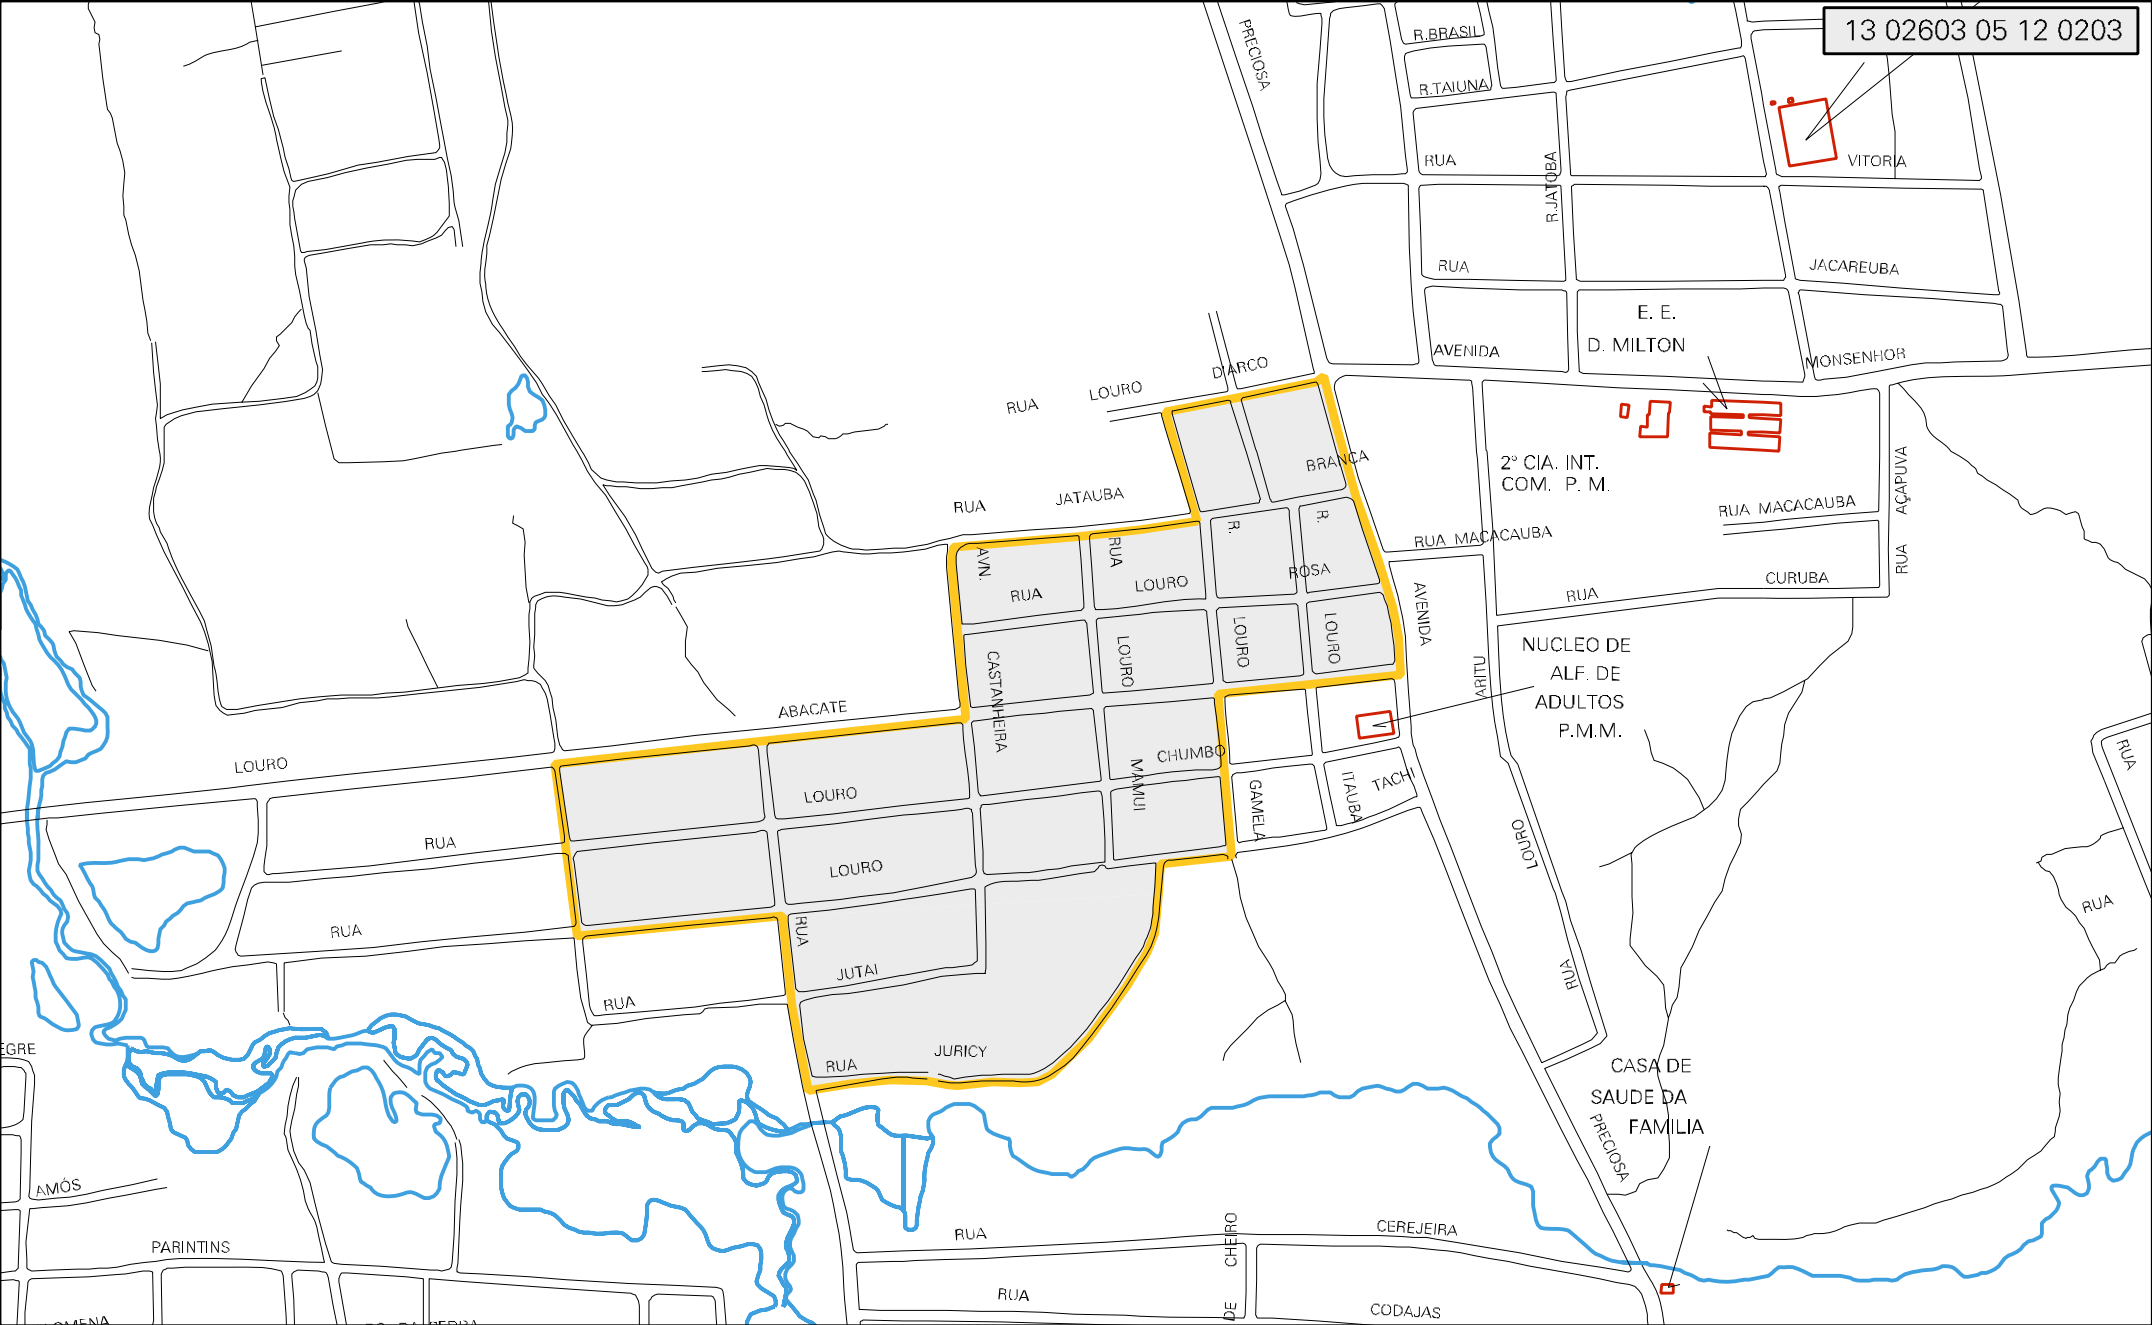 13 02603 05 12 0203
PRECIOSA
R.BRASIL
R.TAIUNA
RUA
VITORIA
R.JATOBA
RUA
JACAREUBA
E. E.
D. MILTON
AVENIDA
MONSENHOR
RUA
LOURO
D'ARCO
BRANCA
2ª CIA. INT.
COM. P. M.
RUA
JATAUBA
RUA MACACAUBA
RUA AÇAPUVA
RUA MACACAUBA
R.
R.
AVN.
RUA
RUA
LOURO
ROSA
CURUBA
RUA
AVENIDA
CASTANHEIRA
LOURO
LOURO
LOURO
NUCLEO DE
ALF. DE
ADULTOS
P.M.M.
ARITU
ABACATE
LOURO
CHUMBO
MAMUI
LOURO
GAMELA
ITAUBA
TACHI
RUA
RUA
LOURO
LOURO
RUA
RUA
RUA
JUTAI
RUA
RUA
RUA
JURICY
EGRE
CASA DE
SAUDE DA
FAMILIA
PRECIOSA
AMÓS
PARINTINS
RUA
DE CHEIRO
CEREJEIRA
RUA
CODAJAS